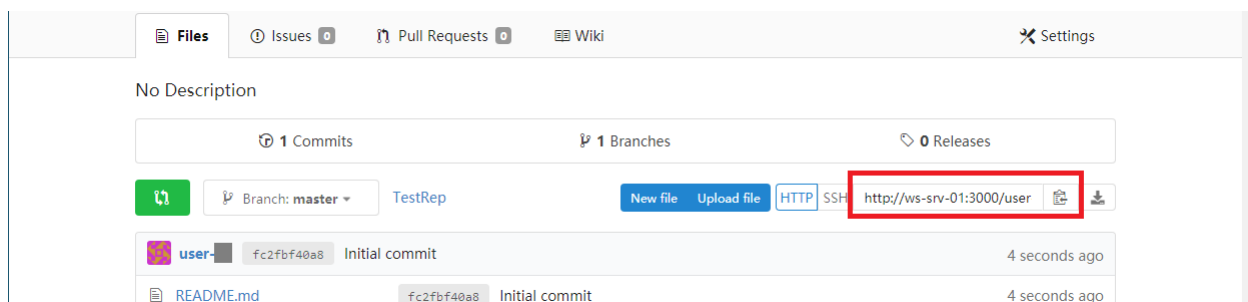 Files Issues 0 Pull Requests 0 Wiki Settings
No Description
1 Commits 1 Branches 0 Releases
Branch: master TestRep New file Upload file HTTP SSH http://ws-srv-01:3000/user
user- fc2fbf40a8 Initial commit 4 seconds ago
README.md fc2fbf40a8 Initial commit 4 seconds ago